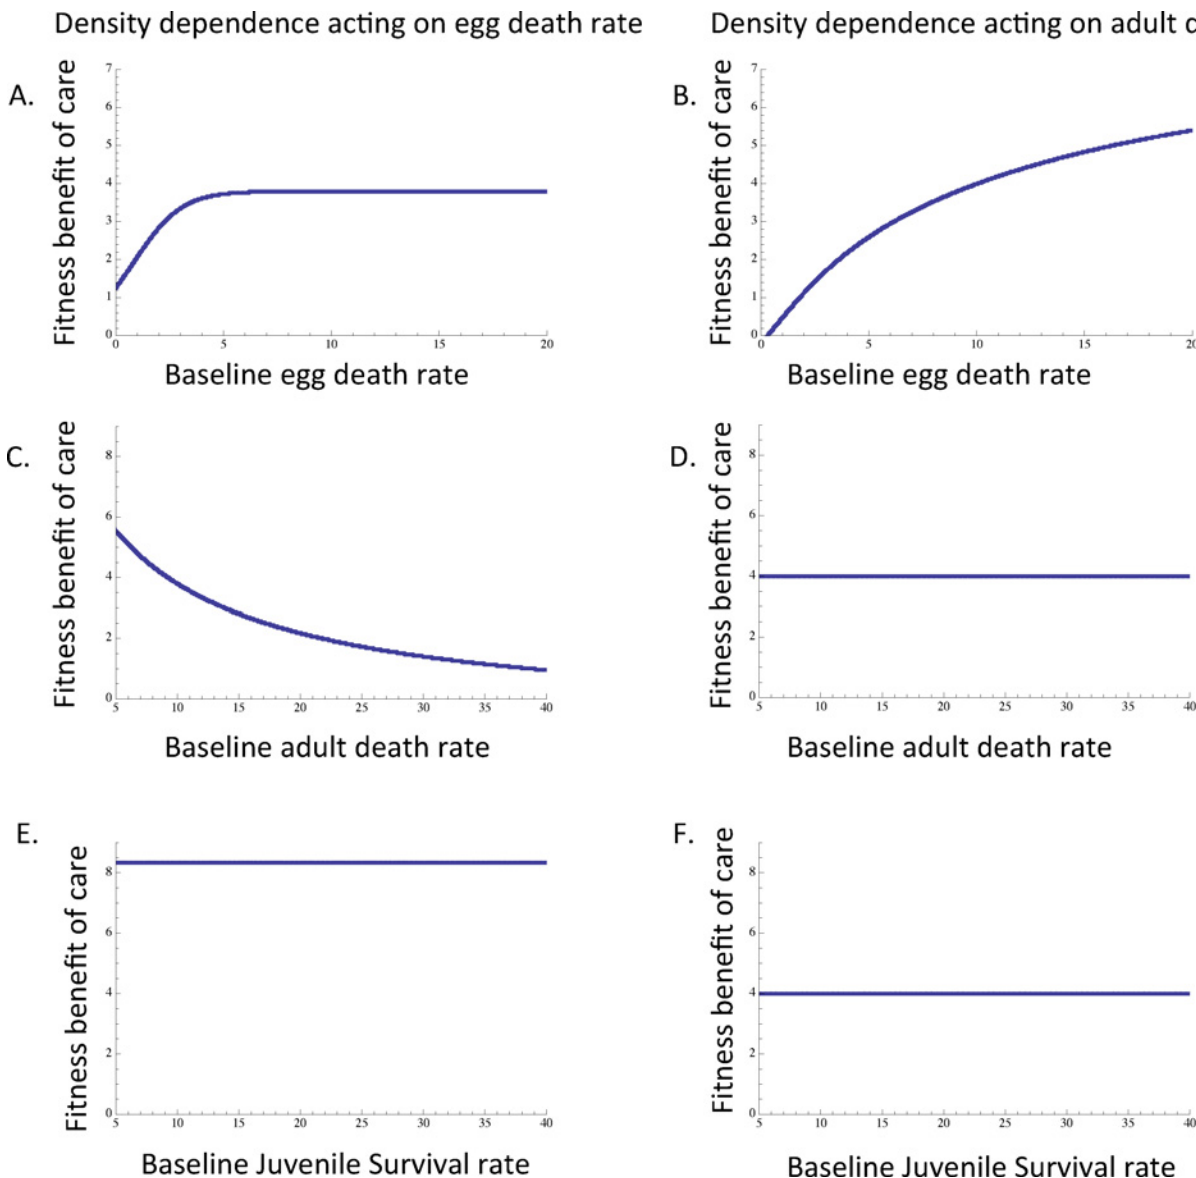 Density dependence acting on egg death rate
Density dependence acting on adult d
A.
Fitness benefit of care
7
6
5
4
3
2
1
0
0 5 10 15 20
Baseline egg death rate
B.
Fitness benefit of care
7
6
5
4
3
2
1
0
0 5 10 15 20
Baseline egg death rate
C.
Fitness benefit of care
8
6
4
2
0
5 10 15 20 25 30 35 40
Baseline adult death rate
D.
Fitness benefit of care
8
6
4
2
0
5 10 15 20 25 30 35 40
Baseline adult death rate
E.
Fitness benefit of care
8
6
4
2
0
5 10 15 20 25 30 35 40
Baseline Juvenile Survival rate
F.
Fitness benefit of care
8
6
4
2
0
5 10 15 20 25 30 35 40
Baseline Juvenile Survival rate